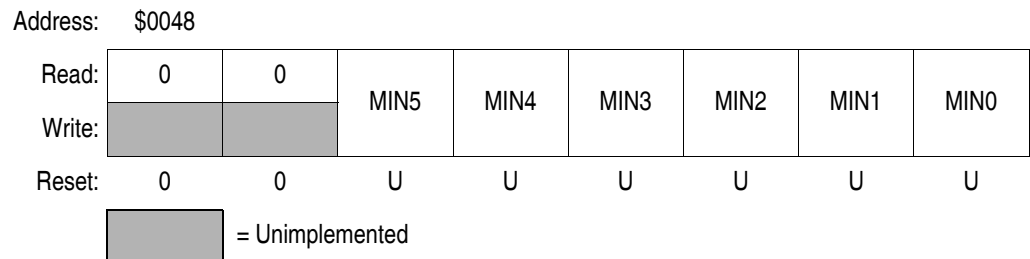 Address: $0048
Read: 0 0 MIN5 MIN4 MIN3 MIN2 MIN1 MIN0
Write:
Reset: 0 0 U U U U U U
= Unimplemented